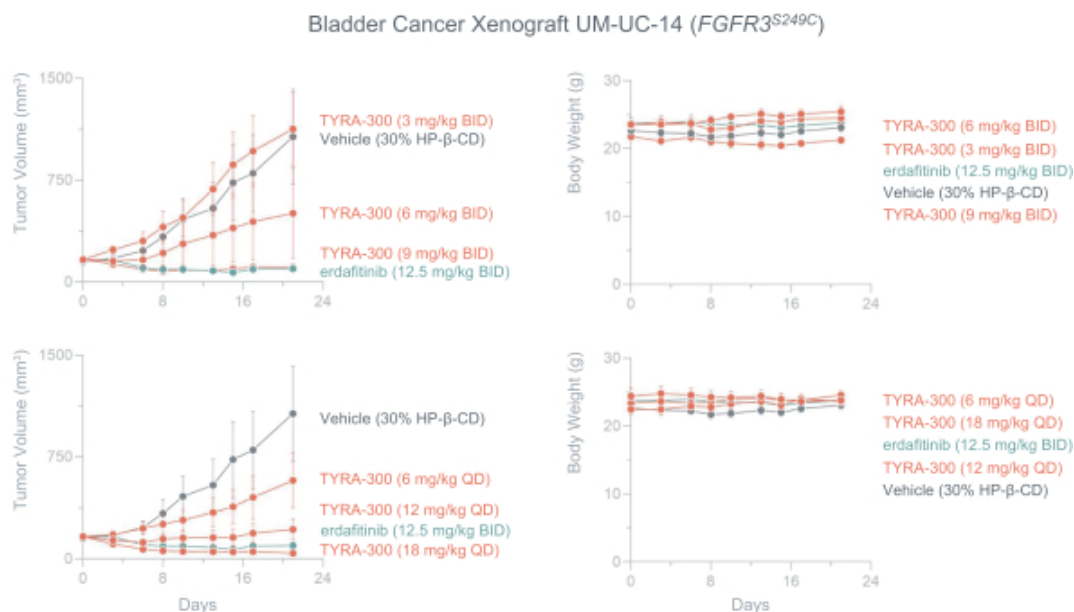 Bladder Cancer Xenograft UM-UC-14 (FGFR3S249C)
Tumor Volume (mm³)
1500
750
0
0
8
16
24
TYRA-300 (3 mg/kg BID)
Vehicle (30% HP-β-CD)
TYRA-300 (6 mg/kg BID)
TYRA-300 (9 mg/kg BID)
erdafitinib (12.5 mg/kg BID)
Body Weight (g)
30
20
10
0
0
8
16
24
TYRA-300 (6 mg/kg BID)
TYRA-300 (3 mg/kg BID)
erdafitinib (12.5 mg/kg BID)
Vehicle (30% HP-β-CD)
TYRA-300 (9 mg/kg BID)
Tumor Volume (mm³)
1500
750
0
0
8
16
24
Days
Vehicle (30% HP-β-CD)
TYRA-300 (6 mg/kg QD)
TYRA-300 (12 mg/kg QD)
erdafitinib (12.5 mg/kg BID)
TYRA-300 (18 mg/kg QD)
Body Weight (g)
30
20
10
0
0
8
16
24
Days
TYRA-300 (6 mg/kg QD)
TYRA-300 (18 mg/kg QD)
erdafitinib (12.5 mg/kg BID)
TYRA-300 (12 mg/kg QD)
Vehicle (30% HP-β-CD)